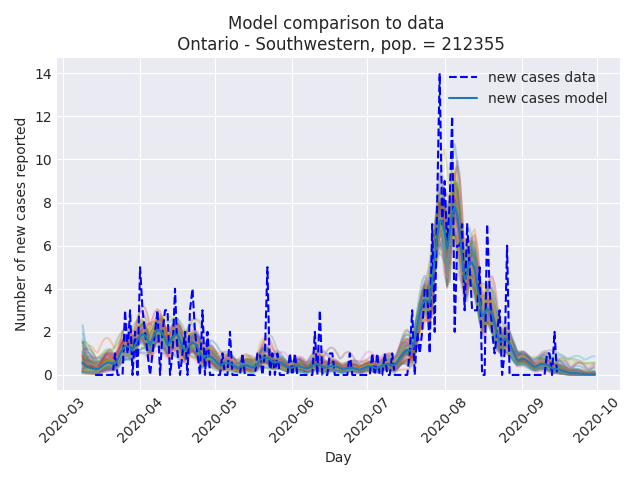 Model comparison to data
Ontario - Southwestern, pop. = 212355
new cases data
new cases model
Number of new cases reported
14
12
10
8
6
4
2
0
2020-03
2020-04
2020-05
2020-06
2020-07
2020-08
2020-09
2020-10
Day